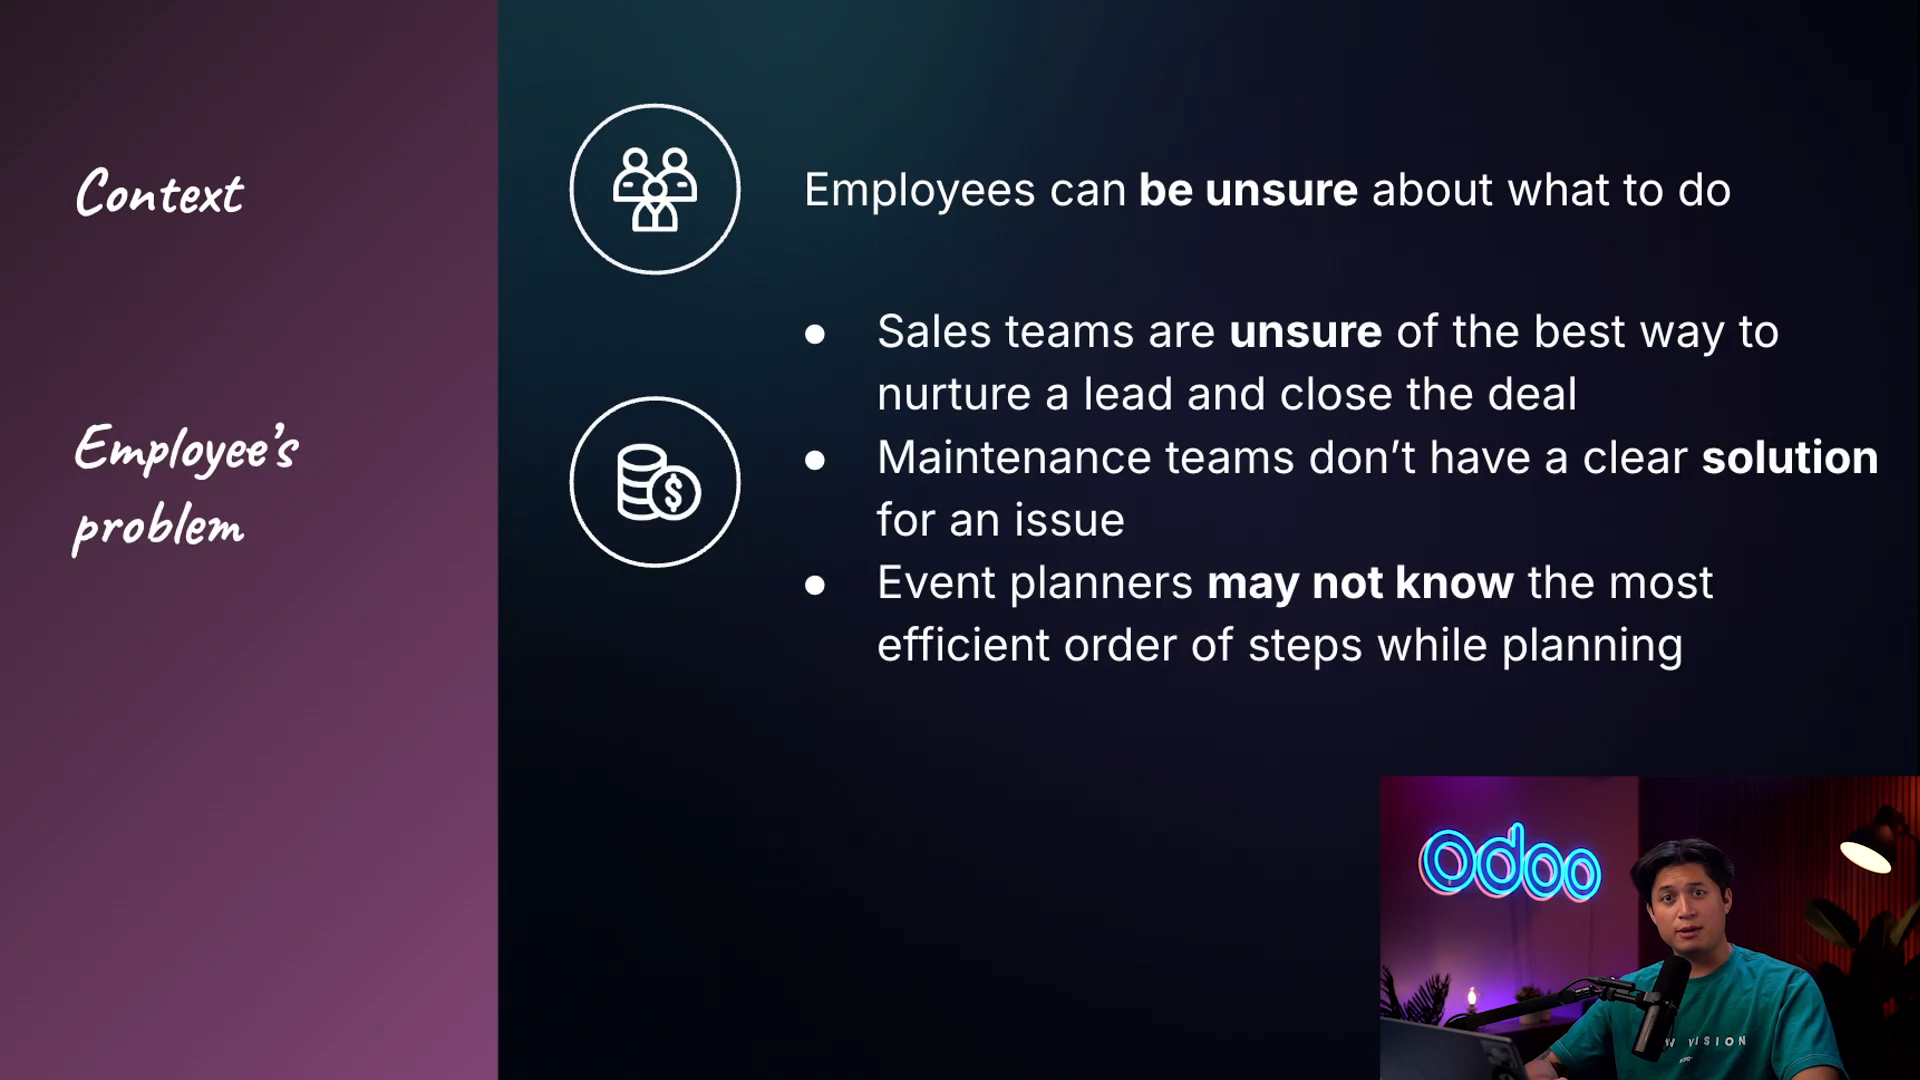 Context
Employees can be unsure about what to do
Employee’s
problem
● Sales teams are unsure of the best way to
nurture a lead and close the deal
● Maintenance teams don’t have a clear solution
for an issue
● Event planners may not know the most
efficient order of steps while planning
odoo
VISION